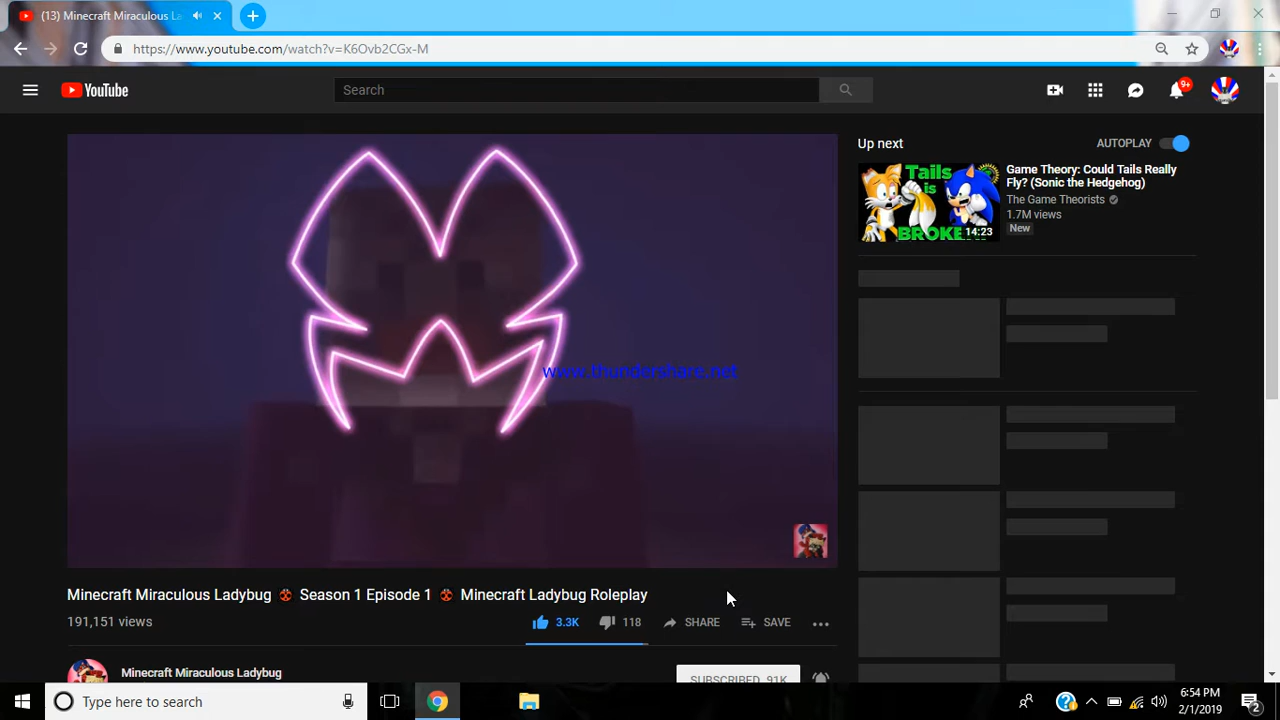 (13) Minecraft Miraculous La
https://www.youtube.com/watch?v=K6Ovb2CGx-M
YouTube
Search
9+
Up next
AUTOPLAY
Tails is BROKEN
14:23
Game Theory: Could Tails Really
Fly? (Sonic the Hedgehog)
The Game Theorists
1.7M views
New
www.thundershare.net
Minecraft Miraculous Ladybug 🐞 Season 1 Episode 1 🐞 Minecraft Ladybug Roleplay
191,151 views
3.3K
118
SHARE
SAVE
Minecraft Miraculous Ladybug
SUBSCRIBED 91K
Type here to search
6:54 PM
2/1/2019
2